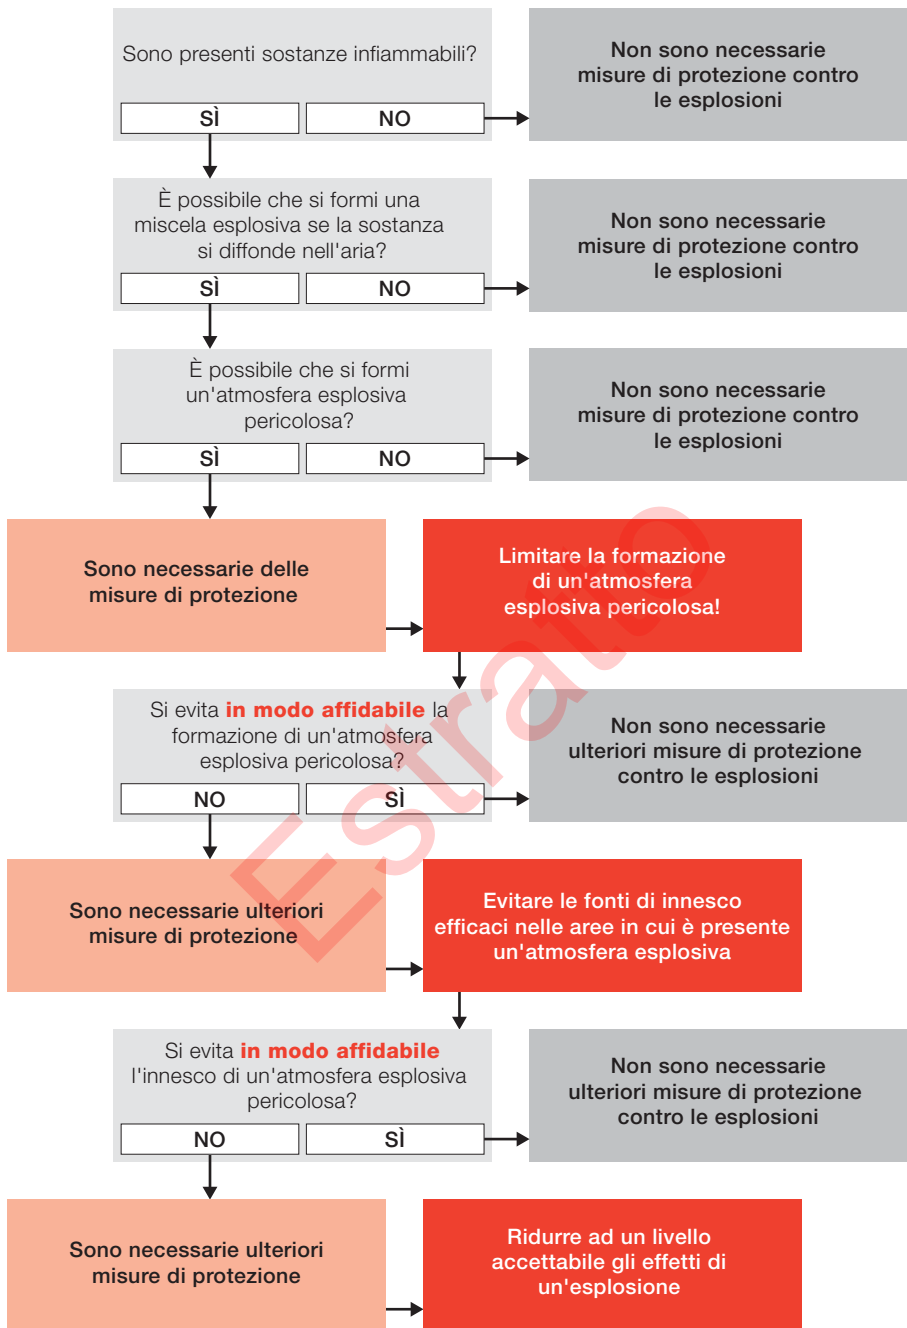 Sono presenti sostanze infiammabili?
SÌ
NO
Non sono necessarie
misure di protezione contro
le esplosioni
È possibile che si formi una
miscela esplosiva se la sostanza
si diffonde nell'aria?
SÌ
NO
Non sono necessarie
misure di protezione contro
le esplosioni
È possibile che si formi
un'atmosfera esplosiva
pericolosa?
SÌ
NO
Non sono necessarie
misure di protezione contro
le esplosioni
Sono necessarie delle
misure di protezione
Limitare la formazione
di un'atmosfera
esplosiva pericolosa!
Si evita in modo affidabile la
formazione di un'atmosfera
esplosiva pericolosa?
NO
SÌ
Non sono necessarie
ulteriori misure di protezione
contro le esplosioni
Sono necessarie ulteriori
misure di protezione
Evitare le fonti di innesco
efficaci nelle aree in cui è presente
un'atmosfera esplosiva
Si evita in modo affidabile
l'innesco di un'atmosfera esplosiva
pericolosa?
NO
SÌ
Non sono necessarie
ulteriori misure di protezione
contro le esplosioni
Sono necessarie ulteriori
misure di protezione
Ridurre ad un livello
accettabile gli effetti di
un'esplosione
Estratto